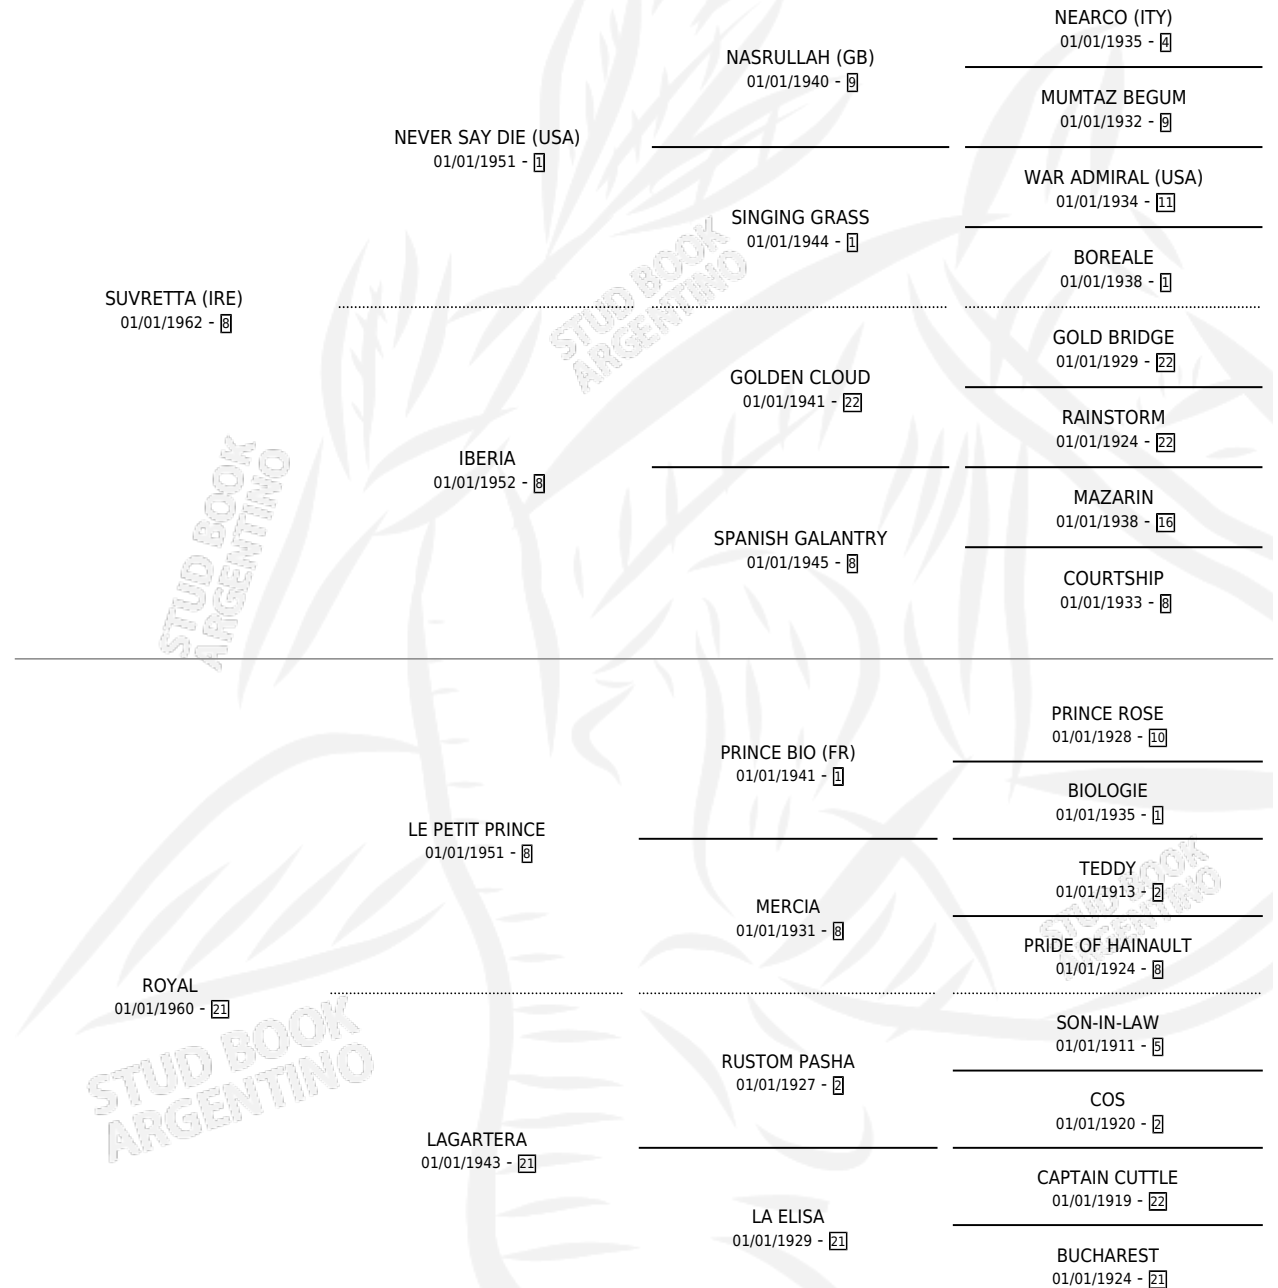 NEARCO (ITY)
01/01/1935 - 4
NASRULLAH (GB)
01/01/1940 - 9
MUMTAZ BEGUM
01/01/1932 - 9
NEVER SAY DIE (USA)
01/01/1951 - 1
WAR ADMIRAL (USA)
01/01/1934 - 11
SINGING GRASS
01/01/1944 - 1
BOREALE
01/01/1938 - 1
SUVRETTA (IRE)
01/01/1962 - 8
STUD BOOK
ARGENTINO
GOLD BRIDGE
01/01/1929 - 22
GOLDEN CLOUD
01/01/1941 - 22
RAINSTORM
01/01/1924 - 22
IBERIA
01/01/1952 - 8
MAZARIN
01/01/1938 - 16
SPANISH GALANTRY
01/01/1945 - 8
COURTSHIP
01/01/1933 - 8
STUD BOOK
ARGENTINO
PRINCE ROSE
01/01/1928 - 10
PRINCE BIO (FR)
01/01/1941 - 1
BIOLOGIE
01/01/1935 - 1
LE PETIT PRINCE
01/01/1951 - 8
TEDDY
01/01/1913 - 2
MERCIA
01/01/1931 - 8
STUD BOOK
ARGENTINO
PRIDE OF HAINAULT
01/01/1924 - 8
ROYAL
01/01/1960 - 21
SON-IN-LAW
01/01/1911 - 5
RUSTOM PASHA
01/01/1927 - 2
STUD BOOK
ARGENTINO
COS
01/01/1920 - 2
LAGARTERA
01/01/1943 - 21
CAPTAIN CUTTLE
01/01/1919 - 22
LA ELISA
01/01/1929 - 21
BUCHAREST
01/01/1924 - 21